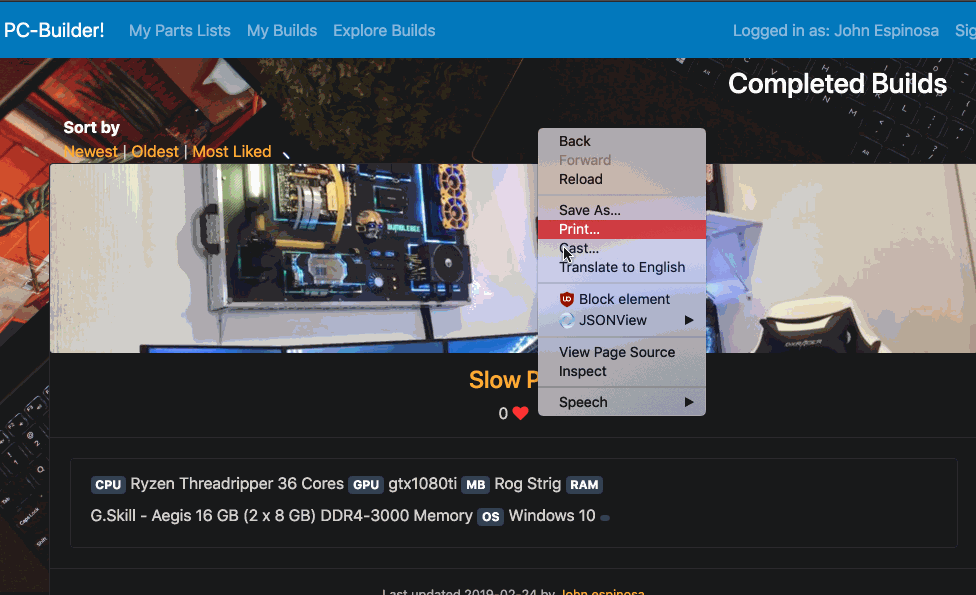 PC-Builder! My Parts Lists My Builds Explore Builds Logged in as: John Espinosa
Completed Builds
Sort by
Newest | Oldest | Most Liked
Back
Forward
Reload
Save As...
Print...
Cast...
Translate to English
Block element
JSONView
View Page Source
Inspect
Speech
Slow
0
CPU Ryzen Threadripper 36 Cores GPU gtx1080ti MB Rog Strig RAM
G.Skill - Aegis 16 GB (2 x 8 GB) DDR4-3000 Memory OS Windows 10
Last updated 2019-02-24 by John espinosa